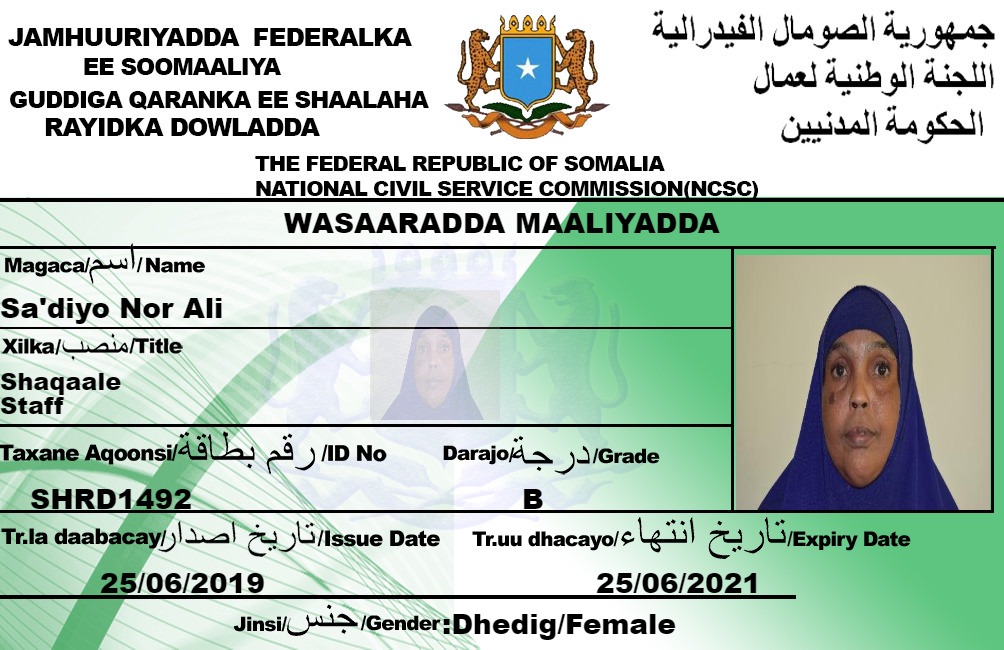 JAMHUURIYADDA FEDERALKA
EE SOOMAALIYA
GUDDIGA QARANKA EE SHAALAHA
RAYIDKA DOWLADDA
جمهورية الصومال الفيدرالية
اللجنة الوطنية لعمال
الحكومة المدنيين
THE FEDERAL REPUBLIC OF SOMALIA
NATIONAL CIVIL SERVICE COMMISSION(NCSC)
WASAARADDA MAALIYADDA
Magaca/اسم/Name
Sa'diyo Nor Ali
Xilka/منصب/Title
Shaqaale
Staff
Taxane Aqoonsi/رقم بطاقة/ID No
SHRD1492
Darajo/درجة/Grade
B
Tr.la daabacay/تاريخ اصدار/Issue Date
25/06/2019
Tr.uu dhacayo/تاريخ انتهاء/Expiry Date
25/06/2021
Jinsi/جنس/Gender:Dhedig/Female